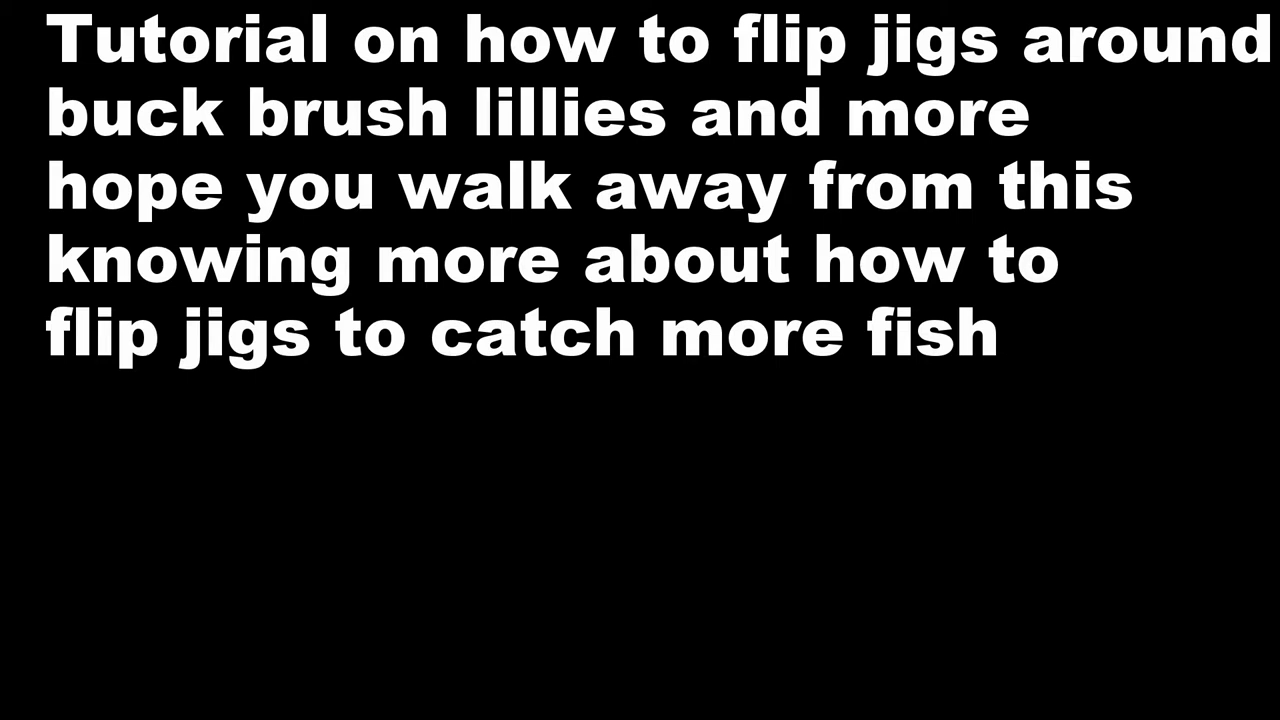 Tutorial on how to flip jigs around
buck brush lillies and more
hope you walk away from this
knowing more about how to
flip jigs to catch more fish